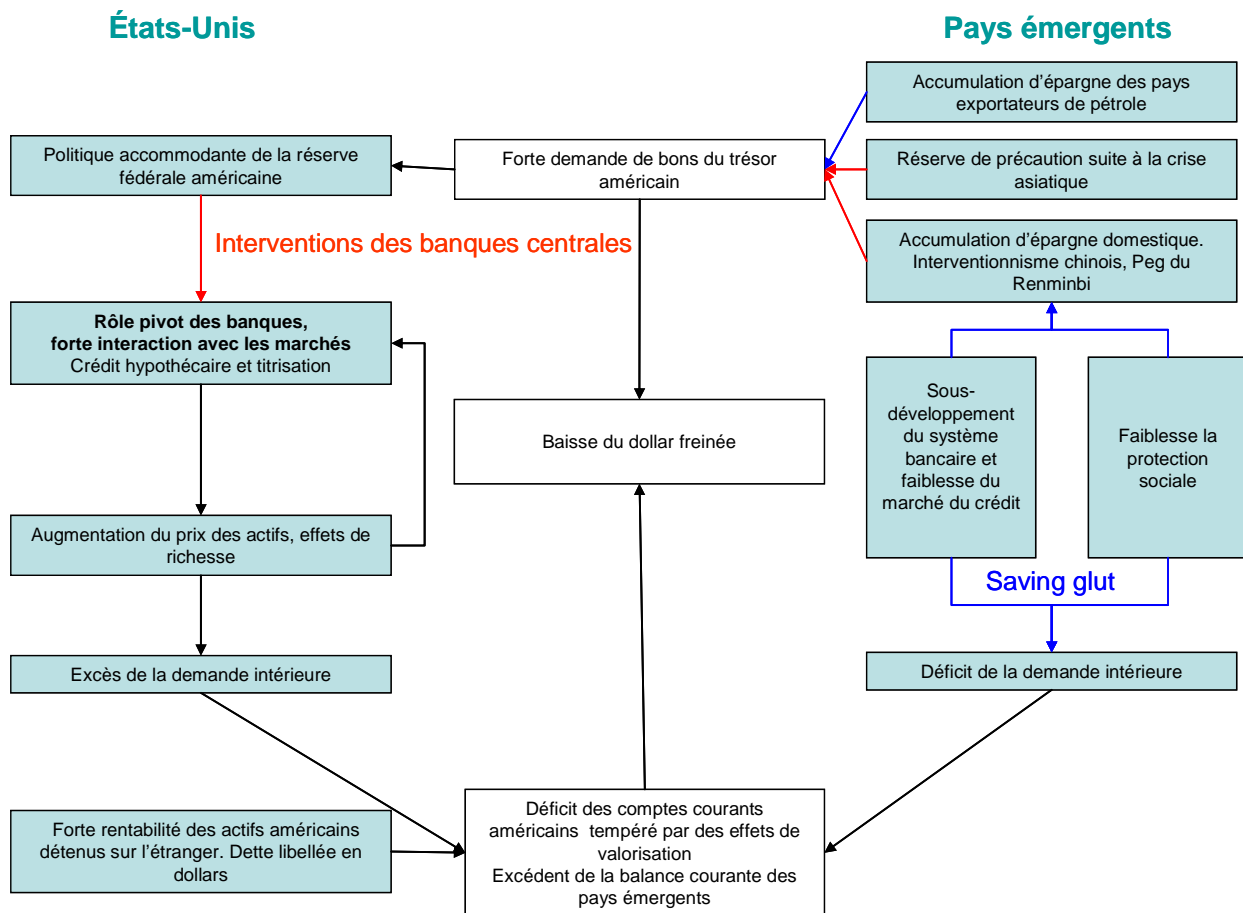 États-Unis
Pays émergents
Accumulation d'épargne des pays
exportateurs de pétrole
Politique accommodante de la réserve
fédérale américaine
Forte demande de bons du trésor
américain
Réserve de précaution suite à la crise
asiatique
Interventions des banques centrales
Accumulation d'épargne domestique.
Interventionnisme chinois, Peg du
Renminbi
Rôle pivot des banques,
forte interaction avec les marchés
Crédit hypothécaire et titrisation
Sous-
développement
du système
bancaire et
faiblesse du
marché du crédit
Faiblesse la
protection
sociale
Baisse du dollar freinée
Augmentation du prix des actifs, effets de
richesse
Saving glut
Excès de la demande intérieure
Déficit de la demande intérieure
Forte rentabilité des actifs américains
détenus sur l'étranger. Dette libellée en
dollars
Déficit des comptes courants
américains tempéré par des effets de
valorisation
Excédent de la balance courante des
pays émergents